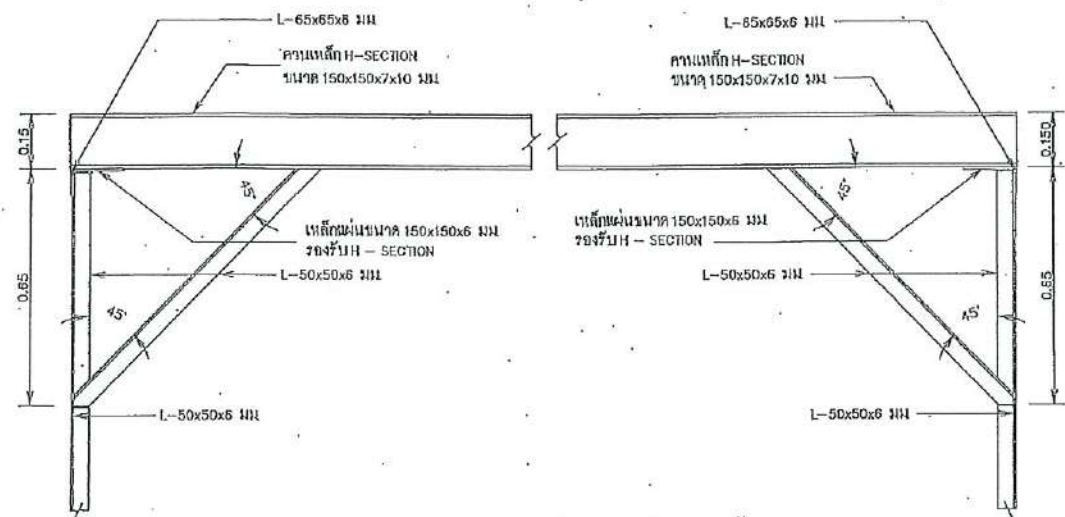 L-65x65x6 มม
L-65x65x6 มม
คานเหล็ก H-SECTION
ขนาด 150x150x7x10 มม
คานเหล็ก H-SECTION
ขนาด 150x150x7x10 มม
0.15
0.150
45°
45°
เหล็กแผ่นขนาด 150x150x6 มม
รองรับ H - SECTION
เหล็กแผ่นขนาด 150x150x6 มม
รองรับ H - SECTION
L-50x50x6 มม
L-50x50x6 มม
0.65
0.65
45°
45°
L-50x50x6 มม
L-50x50x6 มม